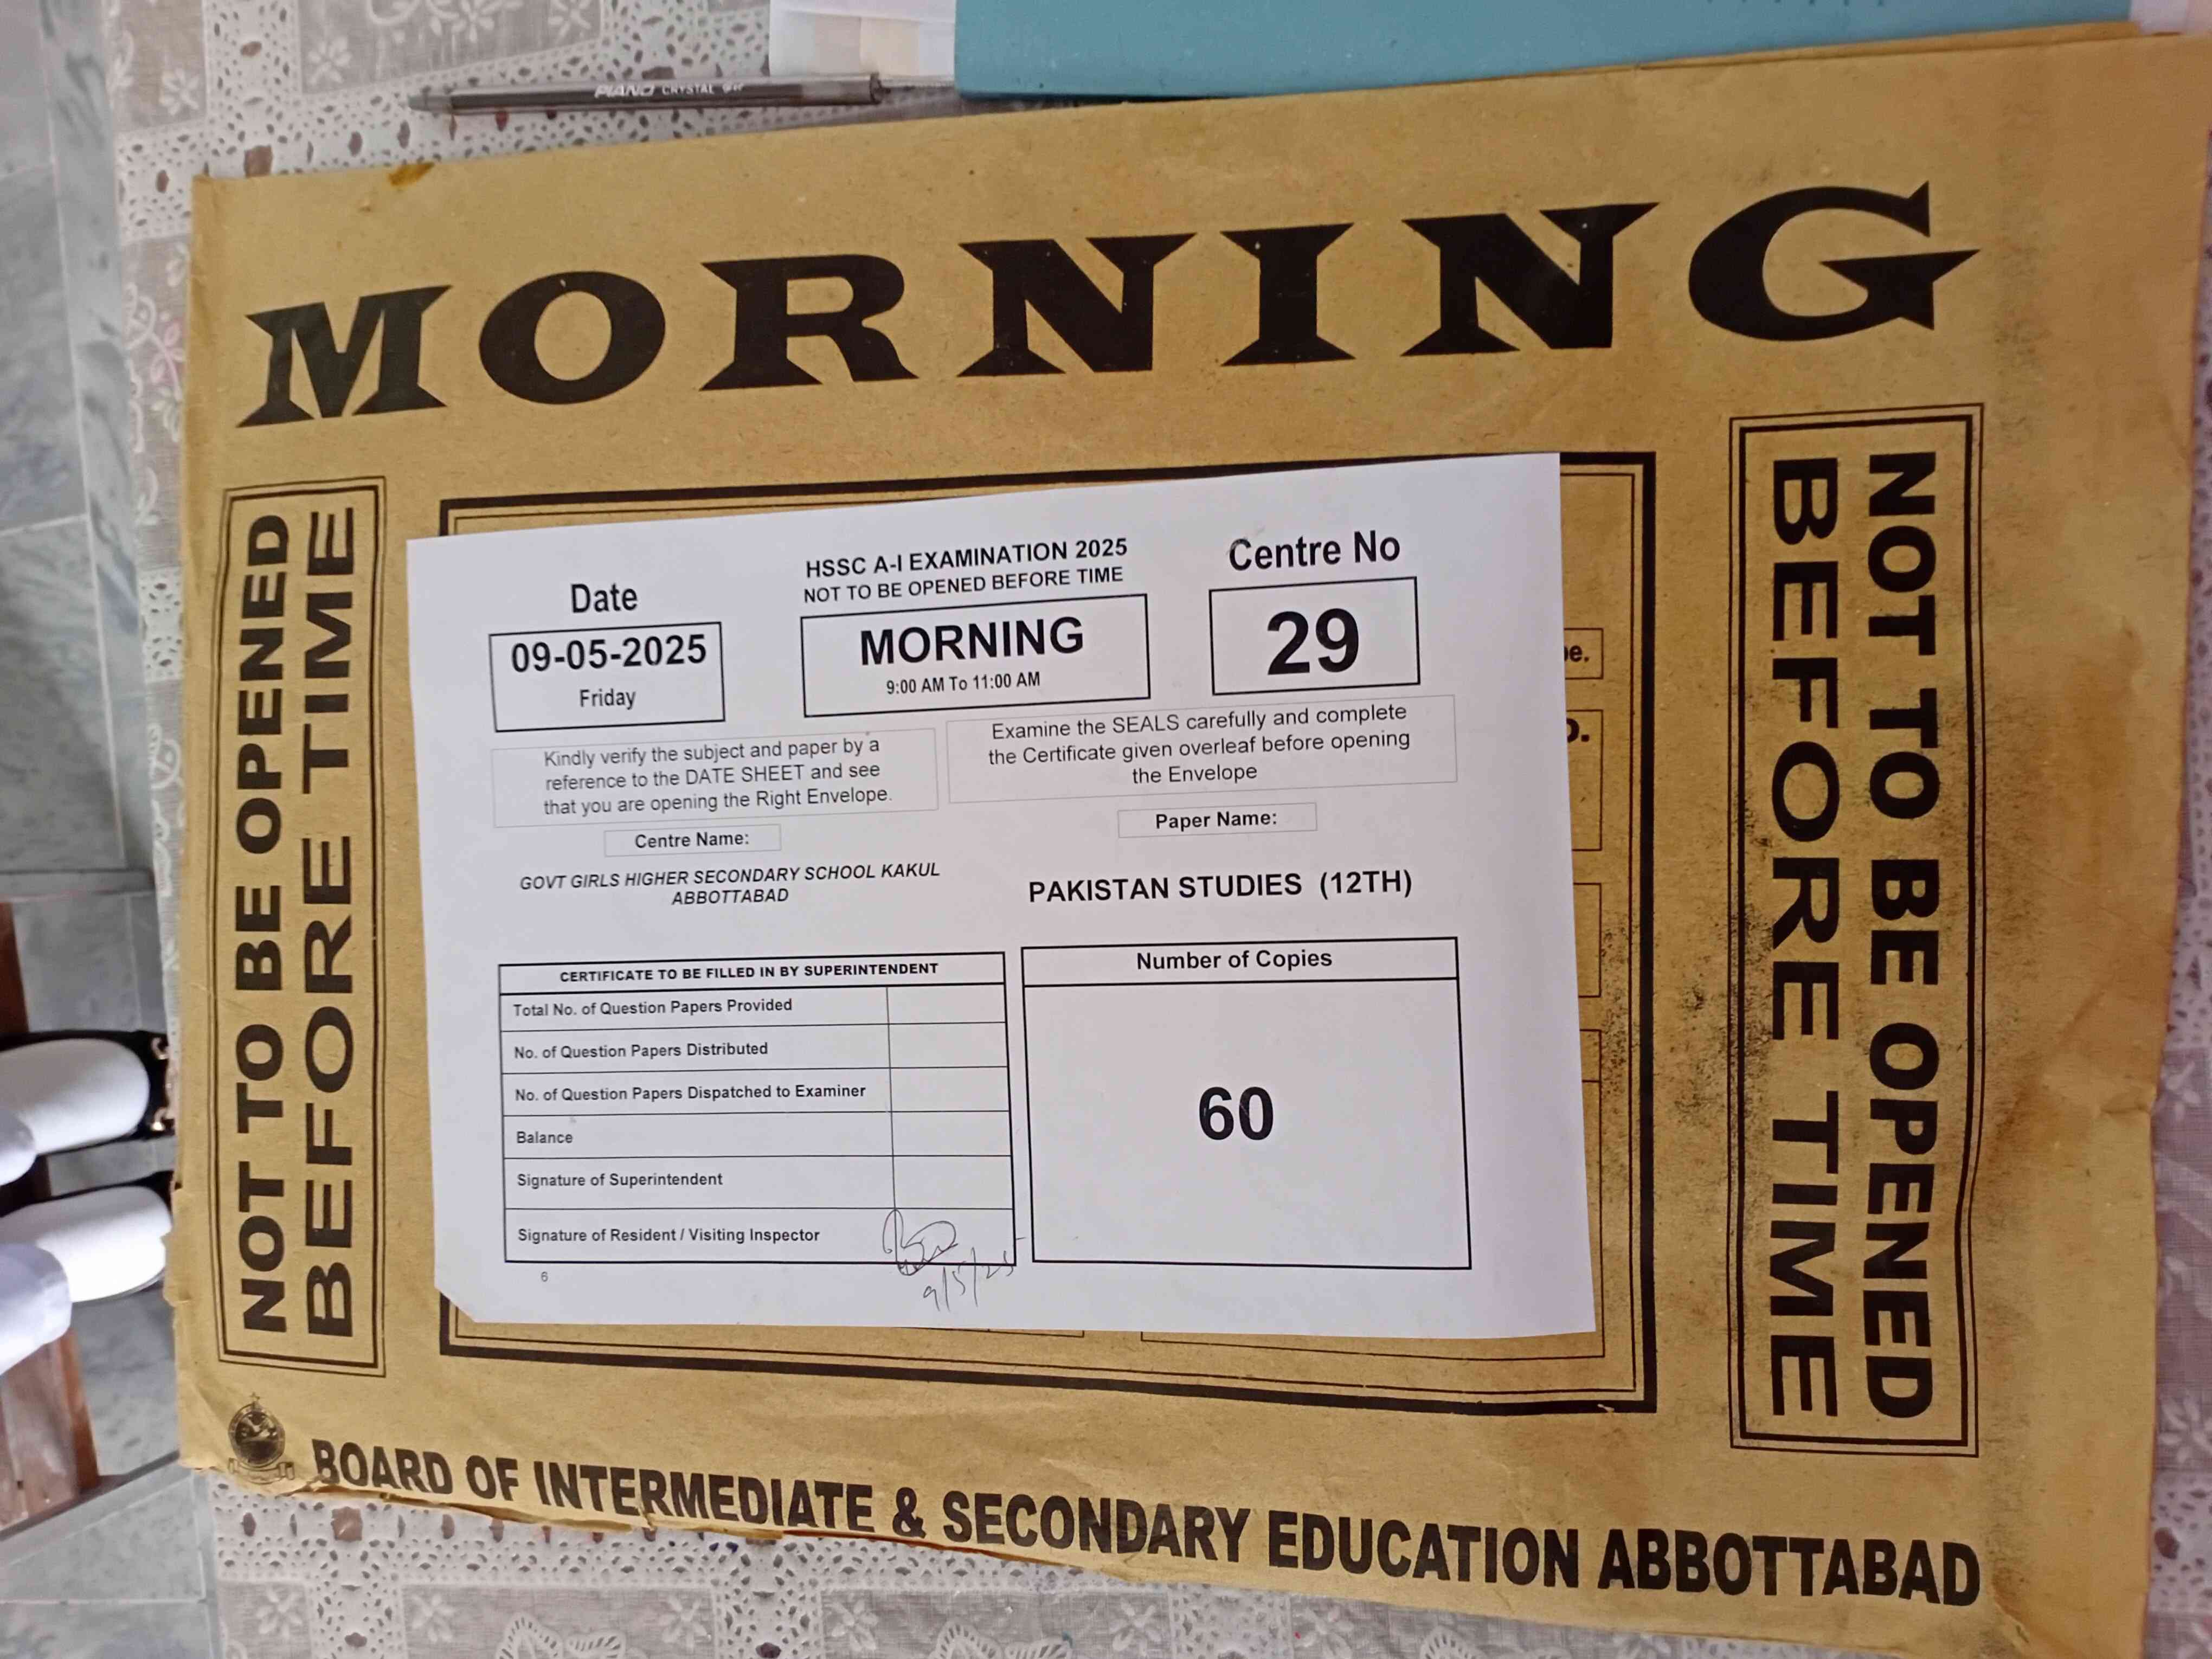 PIANO CRYSTAL
MORNING
NOT TO BE OPENED
BEFORE TIME
Date
09-05-2025
Friday
HSSC A-I EXAMINATION 2025
NOT TO BE OPENED BEFORE TIME
MORNING
9:00 AM To 11:00 AM
Centre No
29
Kindly verify the subject and paper by a
reference to the DATE SHEET and see
that you are opening the Right Envelope.
Examine the SEALS carefully and complete
the Certificate given overleaf before opening
the Envelope
Centre Name:
GOVT GIRLS HIGHER SECONDARY SCHOOL KAKUL
ABBOTTABAD
Paper Name:
PAKISTAN STUDIES (12TH)
CERTIFICATE TO BE FILLED IN BY SUPERINTENDENT
Total No. of Question Papers Provided
No. of Question Papers Distributed
No. of Question Papers Dispatched to Examiner
Balance
Signature of Superintendent
Signature of Resident / Visiting Inspector
9/5/25
6
Number of Copies
60
NOT TO BE OPENED
BEFORE TIME
BOARD OF INTERMEDIATE & SECONDARY EDUCATION ABBOTTABAD